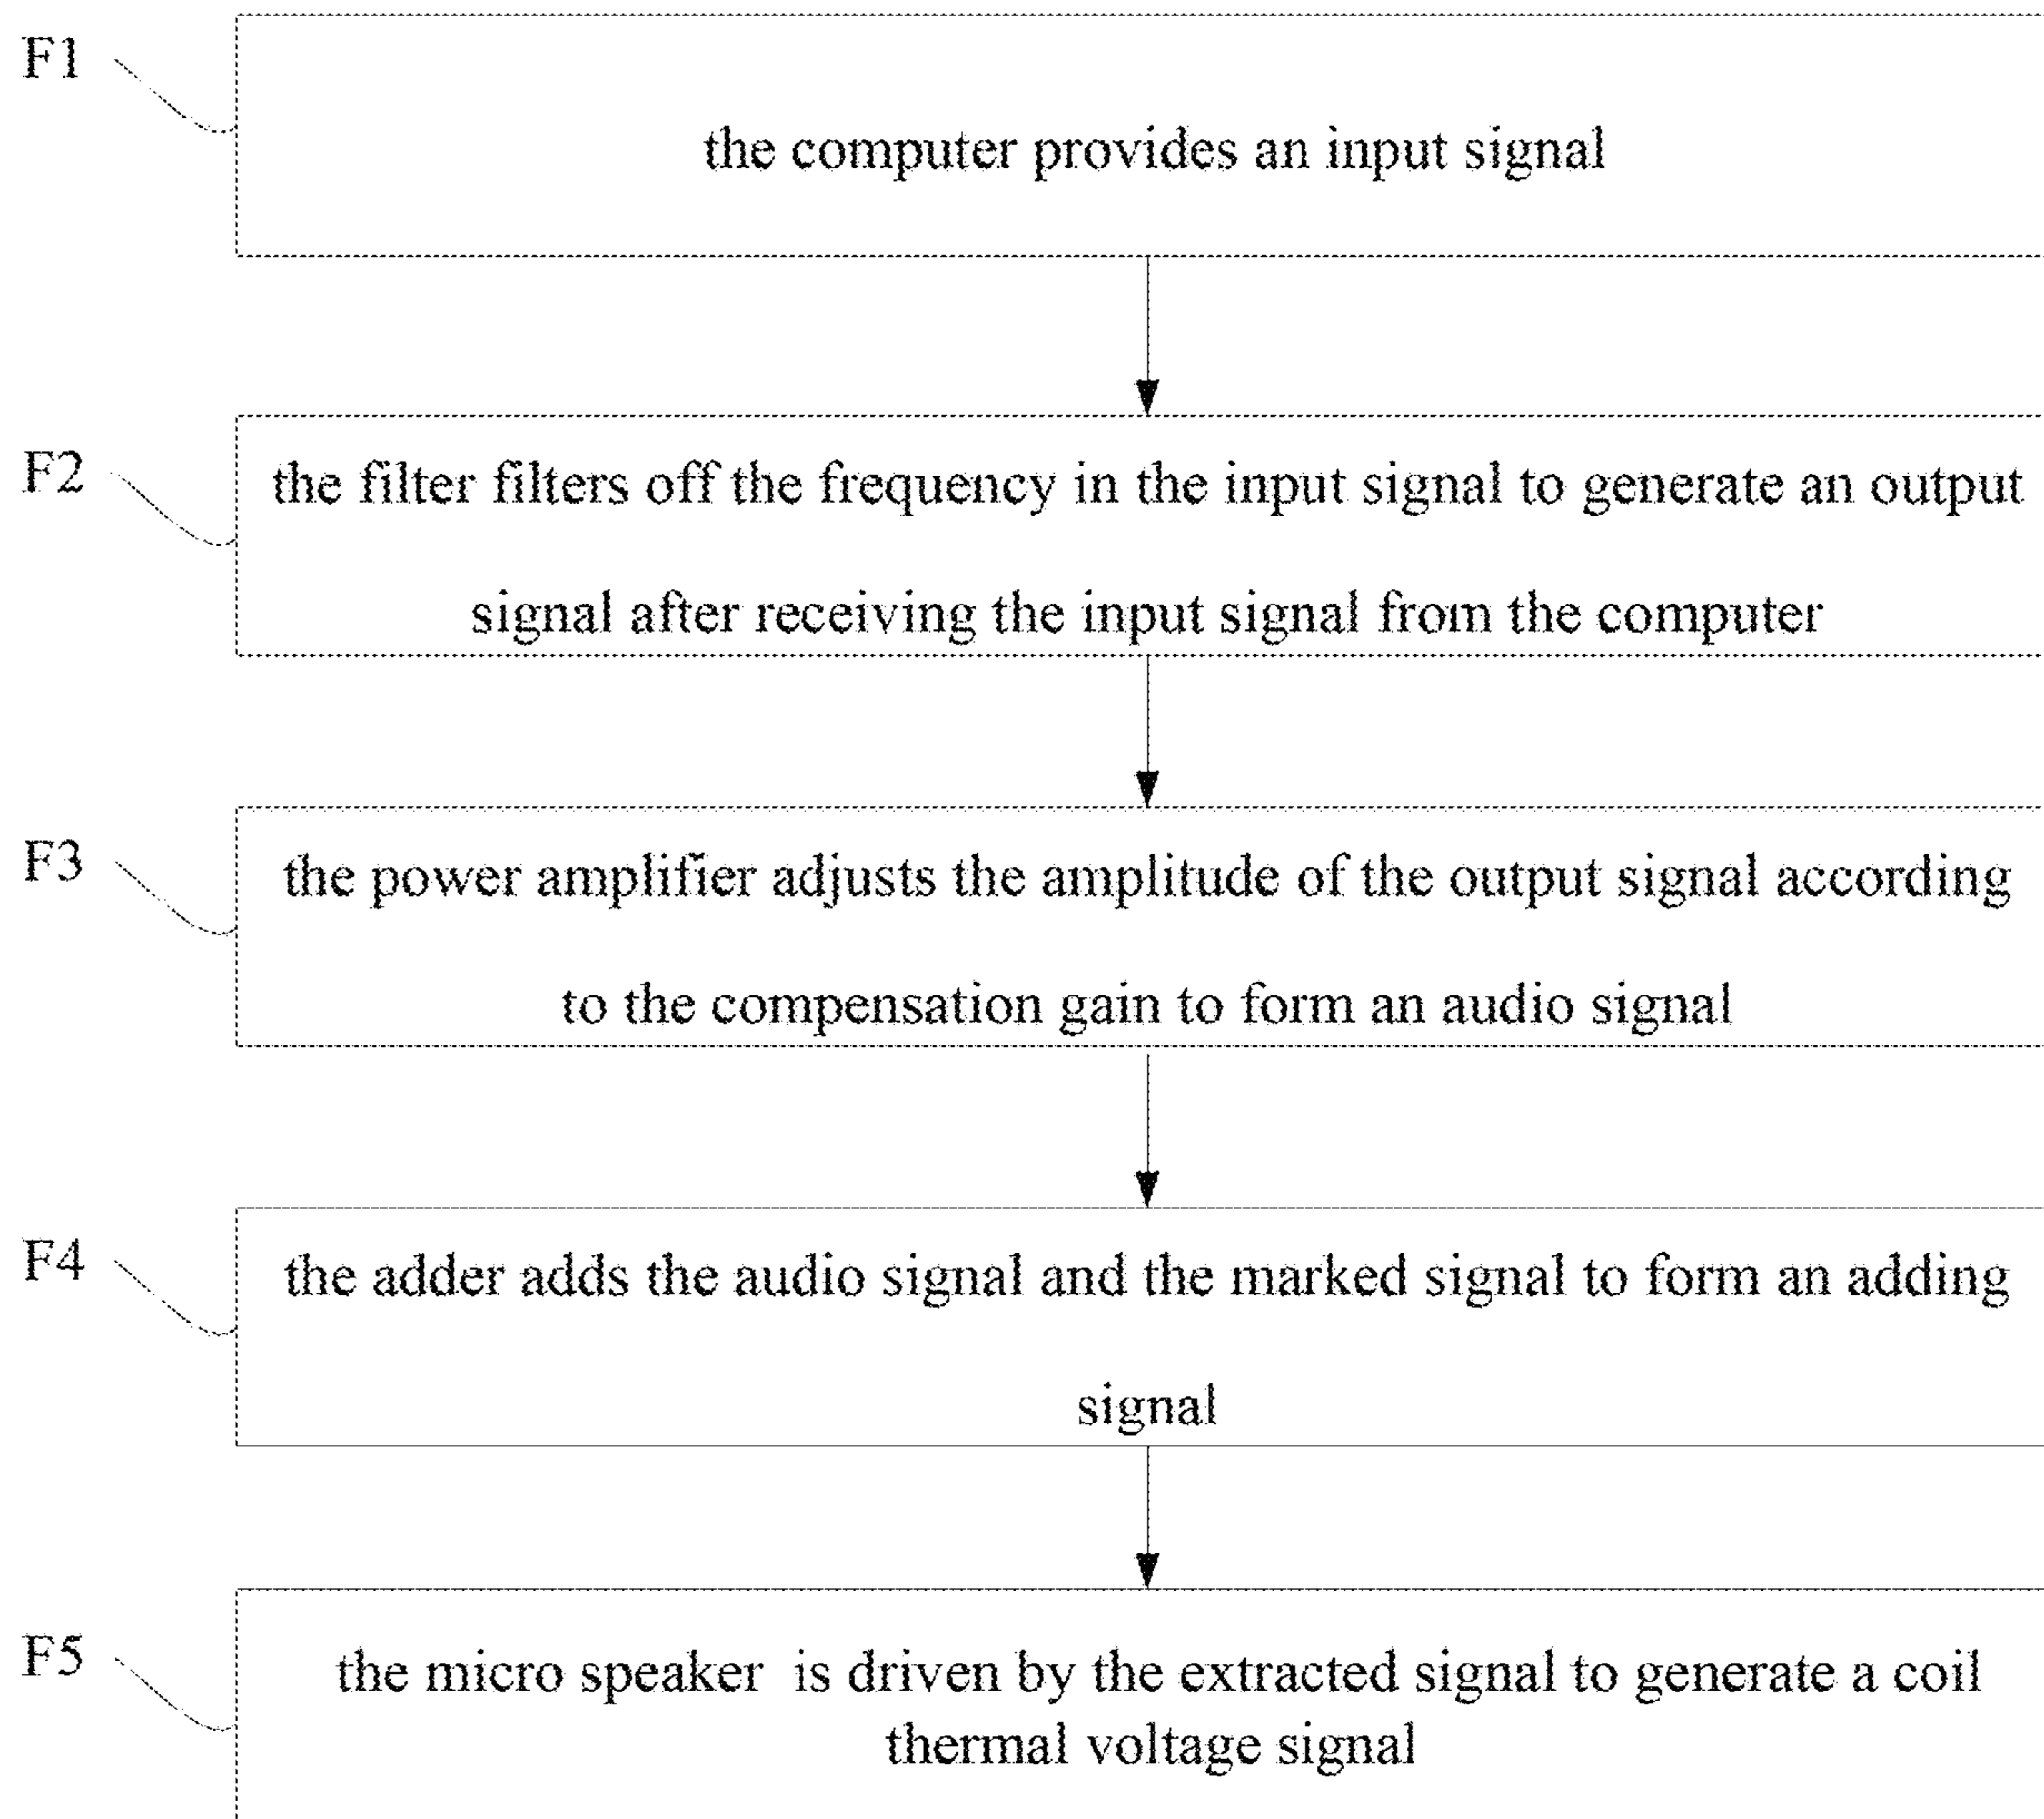 F1
the computer provides an input signal
F2
the filter filters off the frequency in the input signal to generate an output
signal after receiving the input signal from the computer
F3
the power amplifier adjusts the amplitude of the output signal according
to the compensation gain to form an audio signal
F4
the adder adds the audio signal and the marked signal to form an adding
signal
F5
the micro speaker is driven by the extracted signal to generate a coil
thermal voltage signal